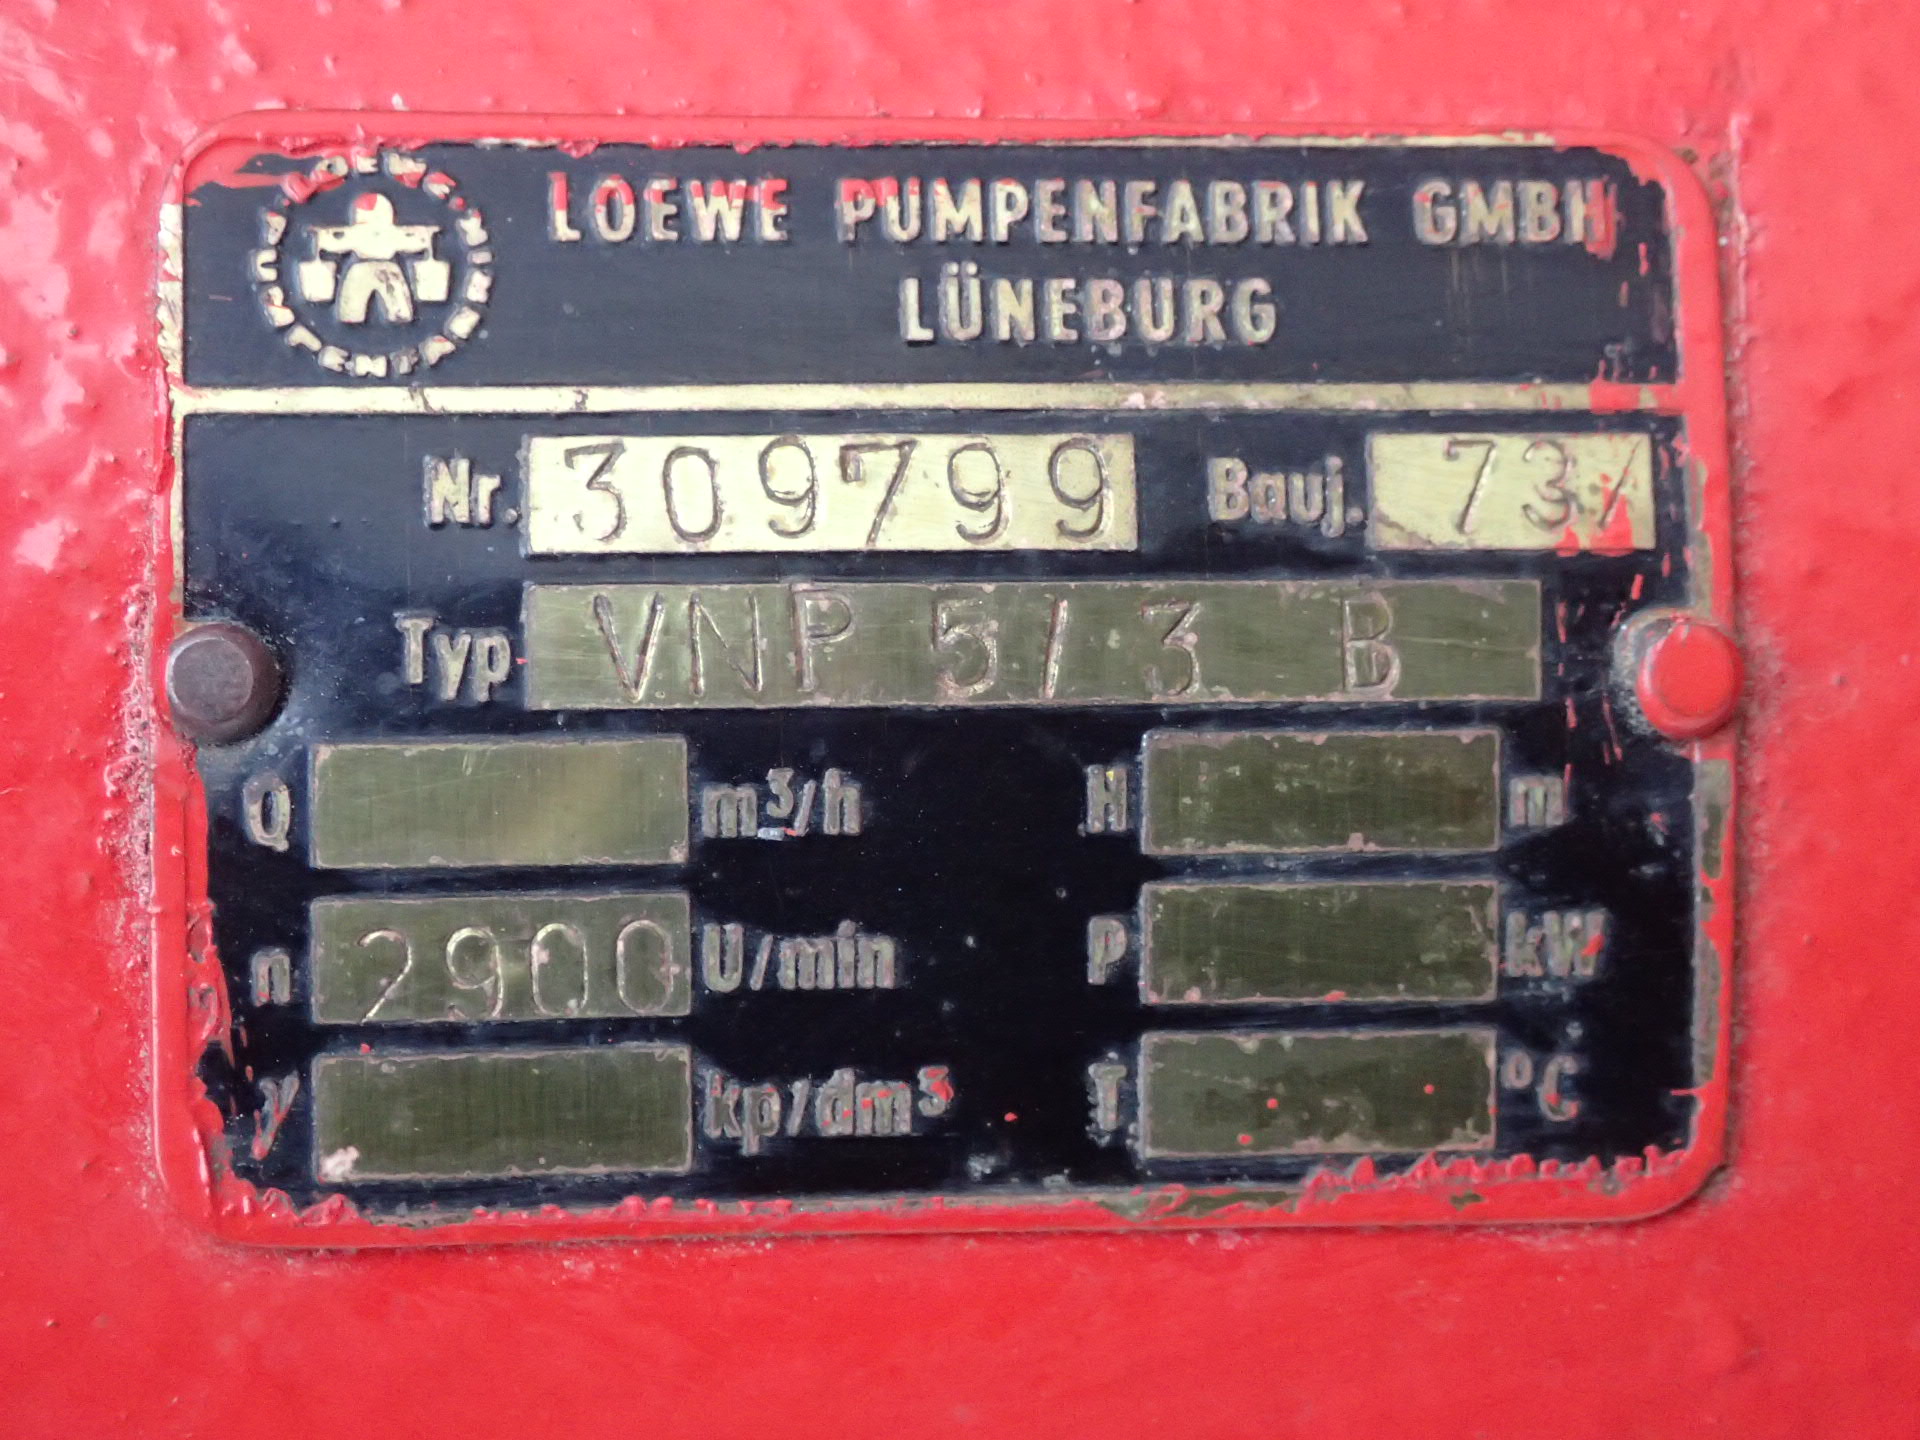 LOEWE PUMPENFABRIK GMBH
LÜNEBURG
Nr. 309799 Bauj. 73/
Typ VNP 5/3 B
Q m³/h H m
n 2900 U/min P kW
γ kp/dm³ T °C